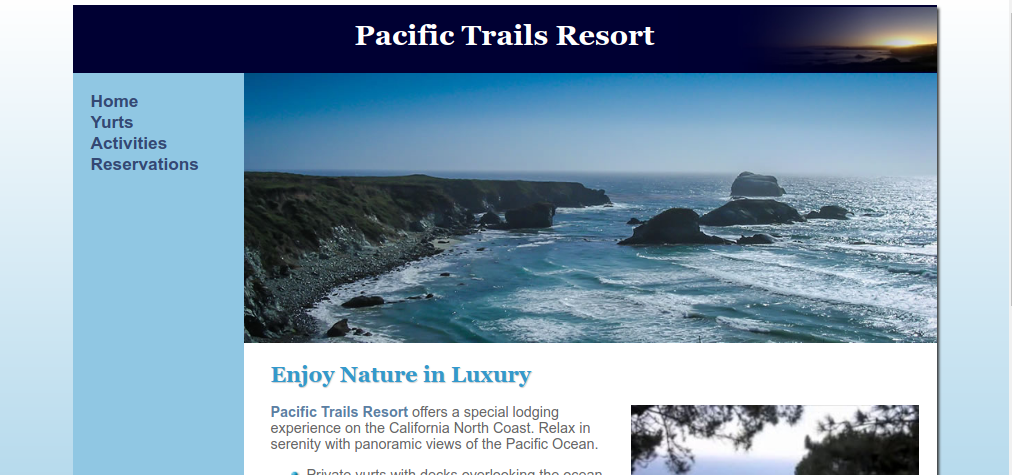 Pacific Trails Resort
Home
Yurts
Activities
Reservations
Enjoy Nature in Luxury
Pacific Trails Resort offers a special lodging
experience on the California North Coast. Relax in
serenity with panoramic views of the Pacific Ocean.
Private yurts with decks overlooking the ocean